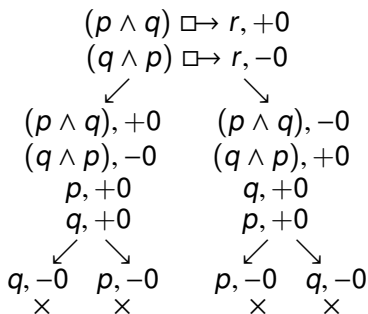 (p ∧ q) □→ r, +0
(q ∧ p) □→ r, −0
(p ∧ q), +0 (p ∧ q), −0
(q ∧ p), −0 (q ∧ p), +0
p, +0 q, +0
q, +0 p, +0
q, −0 p, −0 p, −0 q, −0
× × × ×